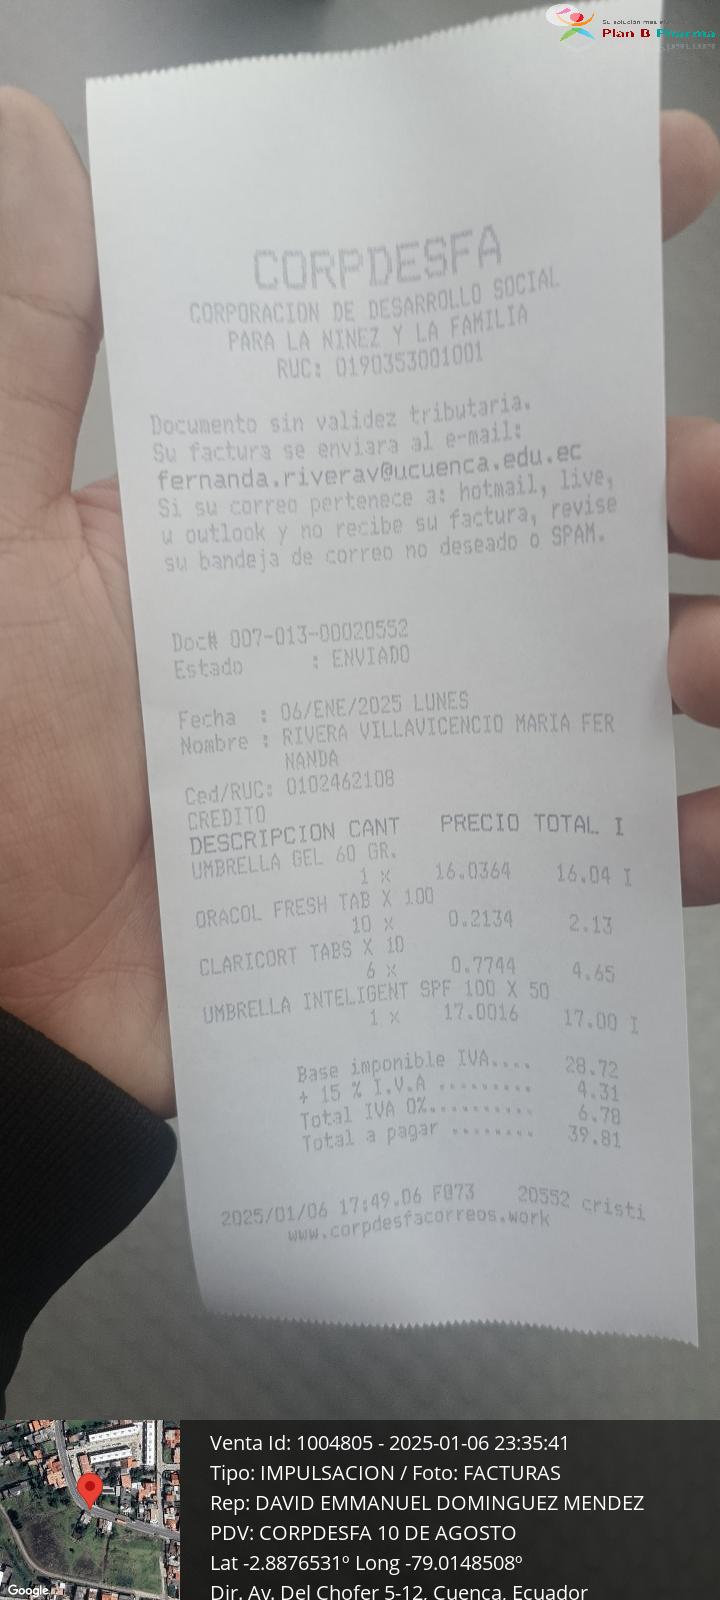 Plan B Pharma
CORPDESFA
CORPORACION DE DESARROLLO SOCIAL
PARA LA NINEZ Y LA FAMILIA
RUC: 0190353001001
Documento sin validez tributaria.
Su factura se enviara al e-mail:
fernanda.riverav@ucuenca.edu.ec
Si su correo pertenece a: hotmail, live,
u outlook y no recibe su factura, revise
su bandeja de correo no deseado o SPAM.
Doc# 007-013-00020552
Estado : ENVIADO
Fecha : 06/ENE/2025 LUNES
Nombre : RIVERA VILLAVICENCIO MARIA FER
NANDA
Ced/RUC: 0102462108
CREDITO
DESCRIPCION CANT PRECIO TOTAL I
UMBRELLA GEL 60 GR.
1 x 16.0364 16.04 I
ORACOL FRESH TAB X 100
10 x 0.2134 2.13
CLARICORT TABS X 10
6 x 0.7744 4.65
UMBRELLA INTELIGENT SPF 100 X 50
1 x 17.0016 17.00 I
Base imponible IVA.... 28.72
+ 15 % I.V.A ......... 4.31
Total IVA 0%.......... 6.78
Total a pagar ........ 39.81
2025/01/06 17:49.06 F073 20552 cristi
www.corpdesfacorreos.work
Venta Id: 1004805 - 2025-01-06 23:35:41
Tipo: IMPULSACION / Foto: FACTURAS
Rep: DAVID EMMANUEL DOMINGUEZ MENDEZ
PDV: CORPDESFA 10 DE AGOSTO
Lat -2.8876531º Long -79.0148508º
Dir. Av. Del Chofer 5-12, Cuenca, Ecuador
Google